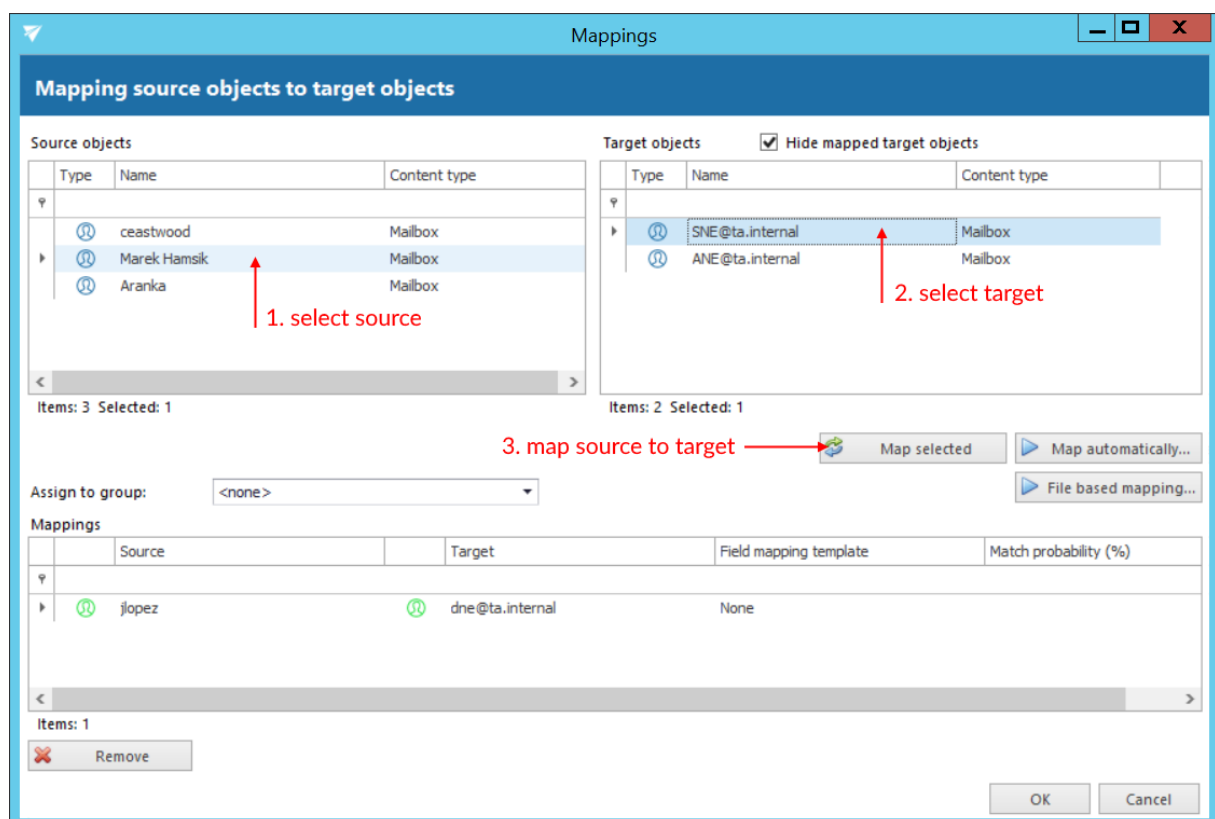 Mappings
Mapping source objects to target objects
Source objects
Type Name Content type
ceastwood Mailbox
Marek Hamsik Mailbox
Aranka Mailbox
1. select source
Items: 3 Selected: 1
Target objects Hide mapped target objects
Type Name Content type
SNE@ta.internal Mailbox
ANE@ta.internal Mailbox
2. select target
Items: 2 Selected: 1
3. map source to target Map selected Map automatically...
Assign to group: <none> File based mapping...
Mappings
Source Target Field mapping template Match probability (%)
jlopez dne@ta.internal None
Items: 1
Remove
OK Cancel